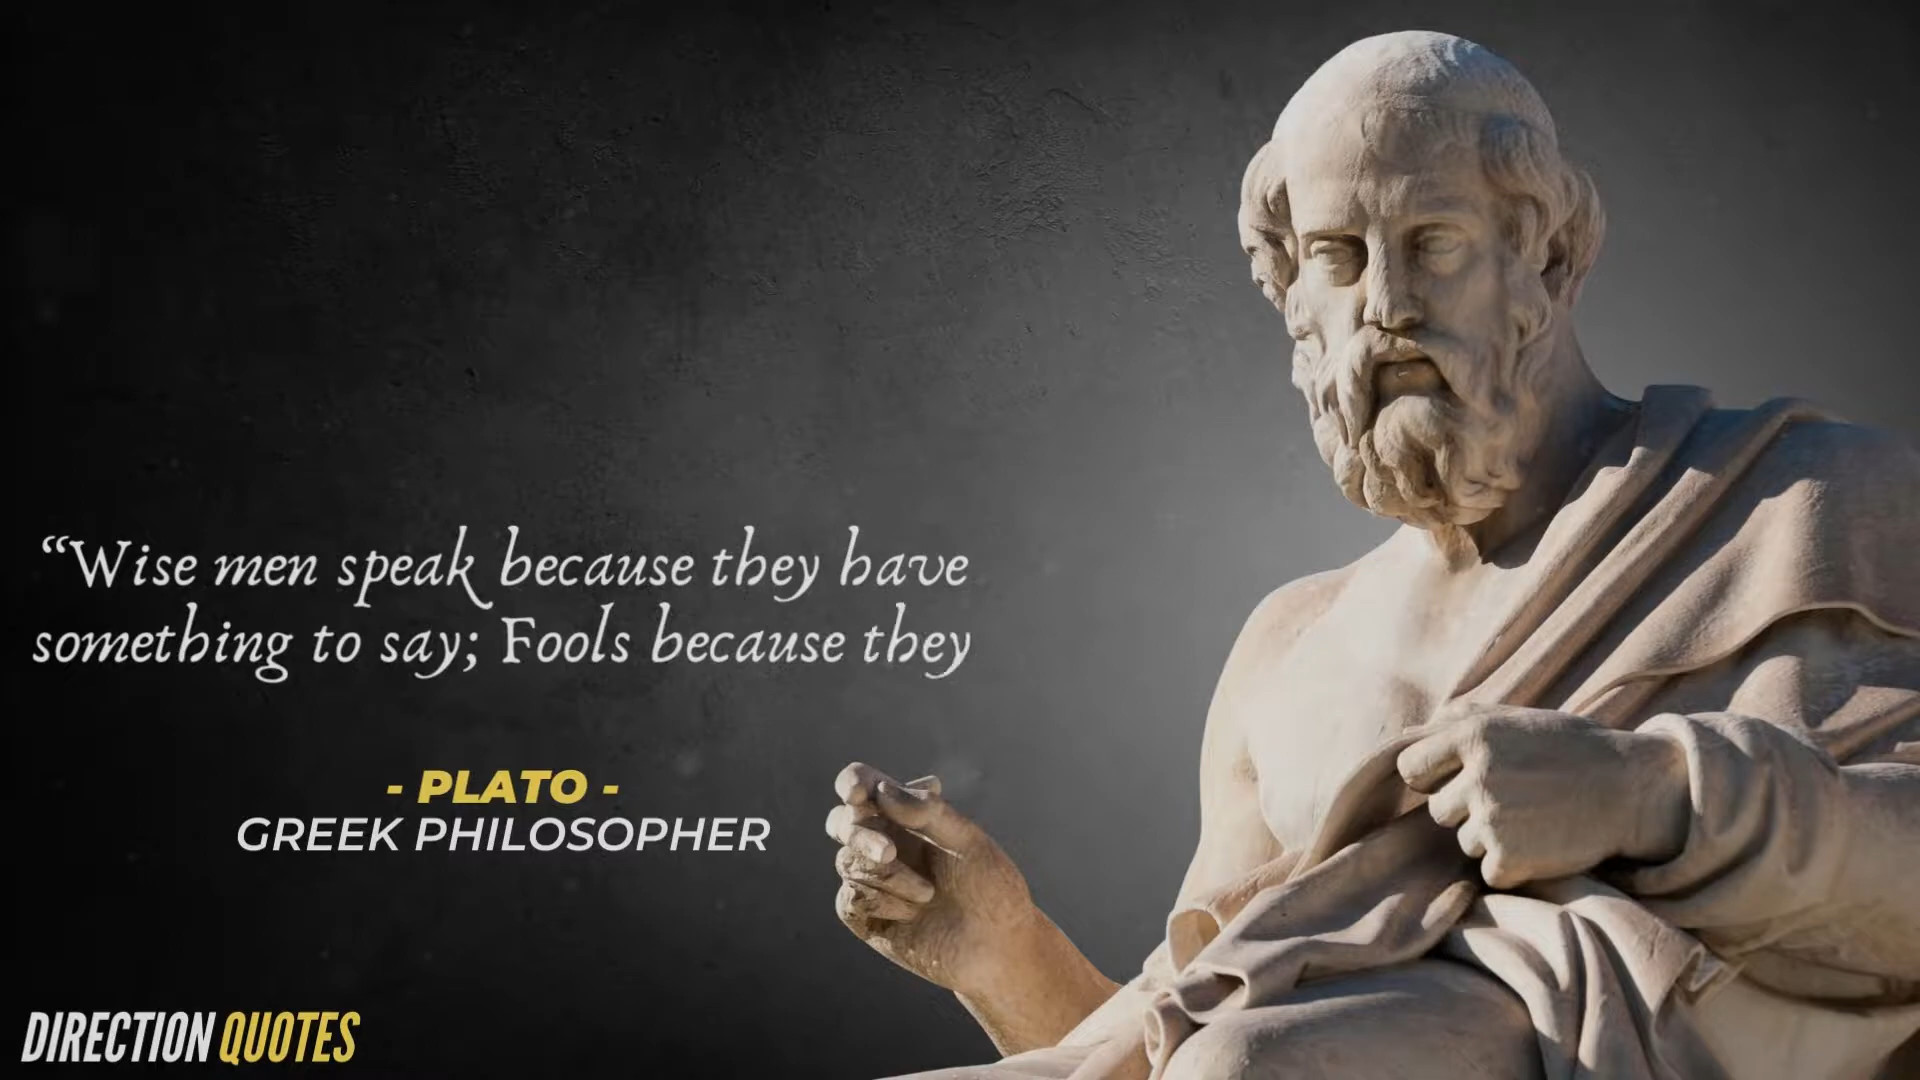 “Wise men speak because they have
something to say; Fools because they
- PLATO -
GREEK PHILOSOPHER
DIRECTION QUOTES